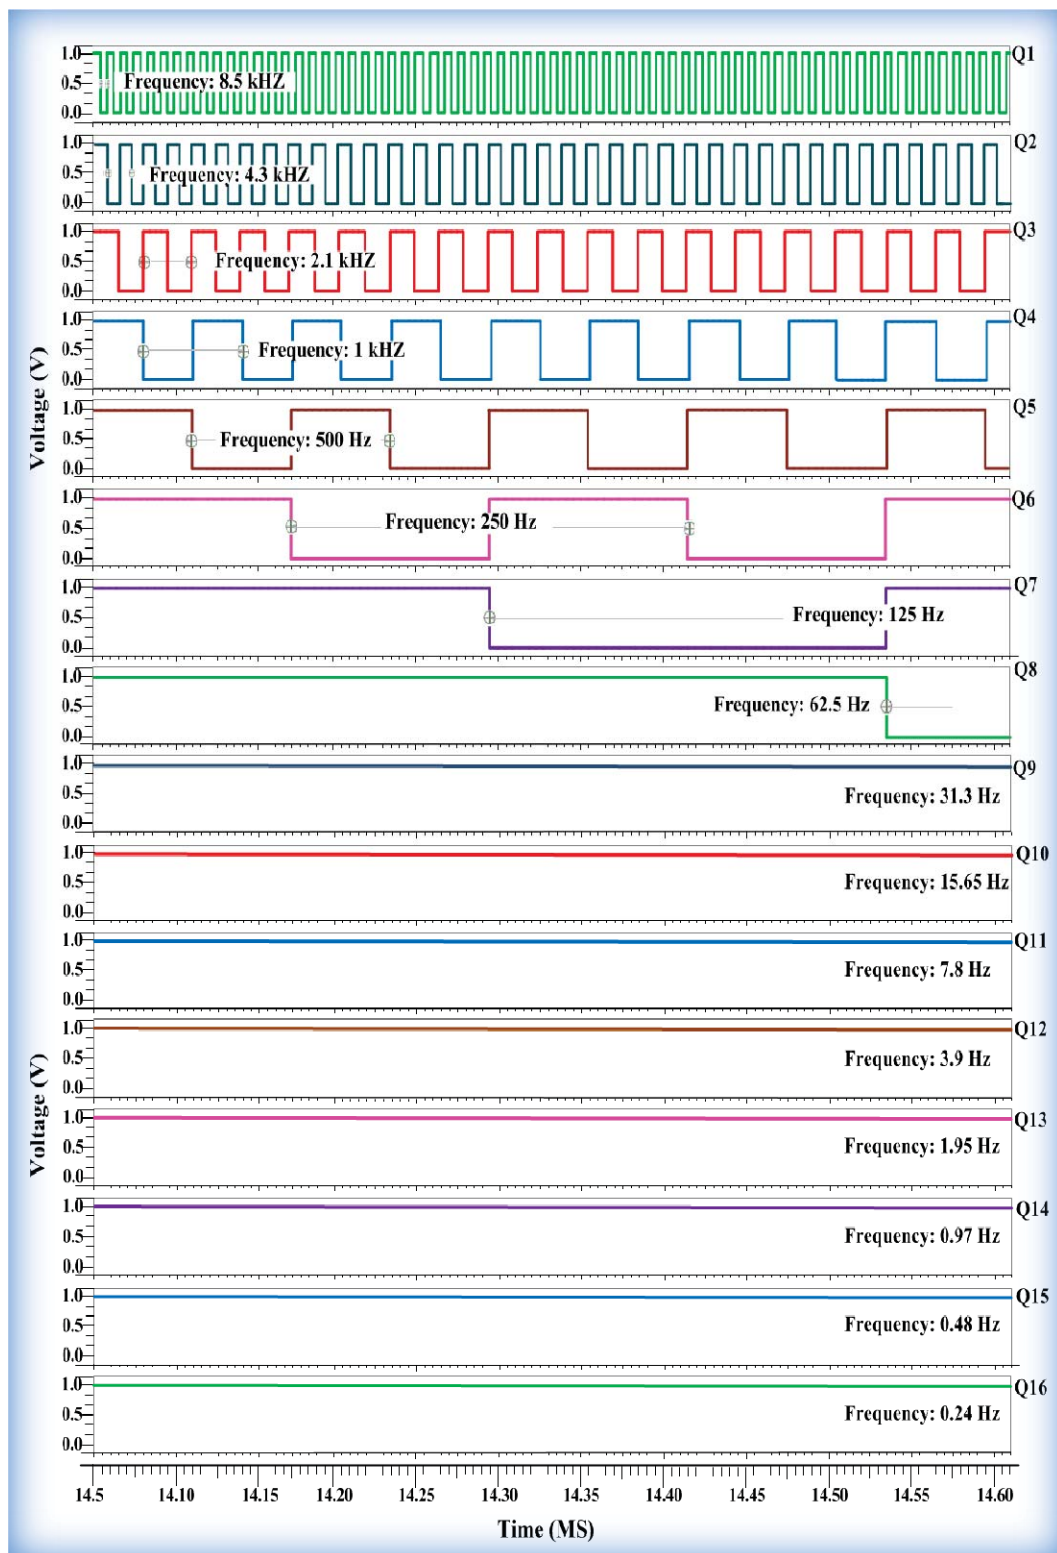 1.0 Q1
0.5 Frequency: 8.5 kHZ
0.0
1.0 Q2
0.5 Frequency: 4.3 kHZ
0.0
1.0 Q3
0.5 Frequency: 2.1 kHZ
0.0
1.0 Q4
0.5 Frequency: 1 kHZ
0.0
Voltage (V)
1.0 Q5
0.5 Frequency: 500 Hz
0.0
1.0 Q6
0.5 Frequency: 250 Hz
0.0
1.0 Q7
0.5 Frequency: 125 Hz
0.0
1.0 Q8
0.5 Frequency: 62.5 Hz
0.0
1.0 Q9
0.5 Frequency: 31.3 Hz
0.0
1.0 Q10
0.5 Frequency: 15.65 Hz
0.0
1.0 Q11
0.5 Frequency: 7.8 Hz
0.0
1.0 Q12
0.5 Frequency: 3.9 Hz
0.0
Voltage (V)
1.0 Q13
0.5 Frequency: 1.95 Hz
0.0
1.0 Q14
0.5 Frequency: 0.97 Hz
0.0
1.0 Q15
0.5 Frequency: 0.48 Hz
0.0
1.0 Q16
0.5 Frequency: 0.24 Hz
0.0
14.5 14.10 14.15 14.20 14.25 14.30 14.35 14.40 14.45 14.50 14.55 14.60
Time (MS)